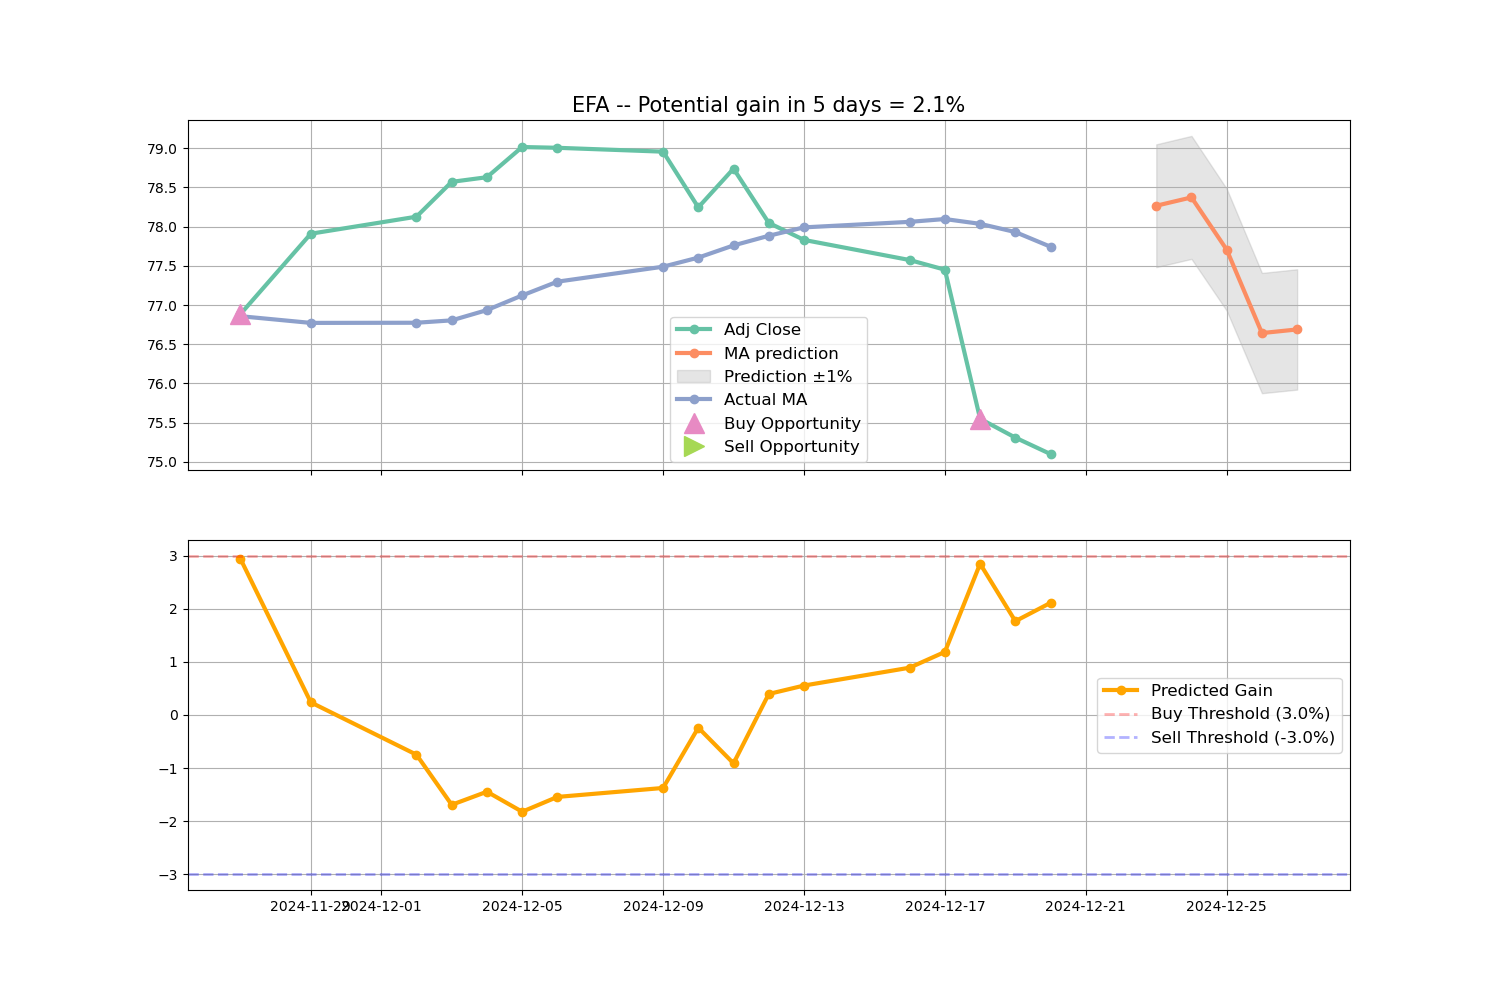 EFA -- Potential gain in 5 days = 2.1%
79.0
78.5
78.0
77.5
77.0
76.5
76.0
75.5
75.0
Adj Close
MA prediction
Prediction ±1%
Actual MA
Buy Opportunity
Sell Opportunity
3
2
1
0
−1
−2
−3
Predicted Gain
Buy Threshold (3.0%)
Sell Threshold (-3.0%)
2024-11-29 2024-12-01 2024-12-05 2024-12-09 2024-12-13 2024-12-17 2024-12-21 2024-12-25